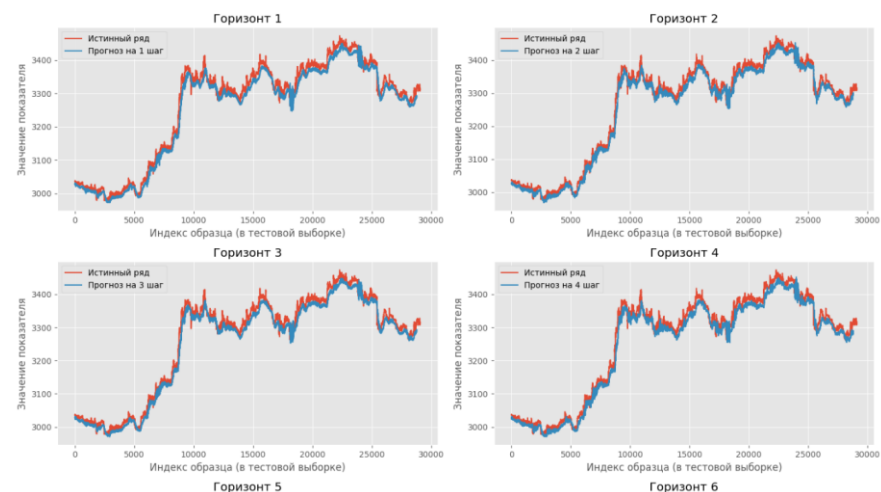 Горизонт 1
Истинный ряд
Прогноз на 1 шаг
Значение показателя
3400
3300
3200
3100
3000
0 5000 10000 15000 20000 25000 30000
Индекс образца (в тестовой выборке)
Горизонт 2
Истинный ряд
Прогноз на 2 шаг
Значение показателя
3400
3300
3200
3100
3000
0 5000 10000 15000 20000 25000 30000
Индекс образца (в тестовой выборке)
Горизонт 3
Истинный ряд
Прогноз на 3 шаг
Значение показателя
3400
3300
3200
3100
3000
0 5000 10000 15000 20000 25000 30000
Индекс образца (в тестовой выборке)
Горизонт 4
Истинный ряд
Прогноз на 4 шаг
Значение показателя
3400
3300
3200
3100
3000
0 5000 10000 15000 20000 25000 30000
Индекс образца (в тестовой выборке)
Горизонт 5
Горизонт 6